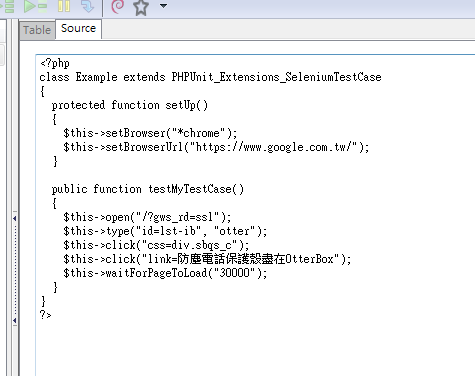 Table
Source
<?php
class Example extends PHPUnit_Extensions_SeleniumTestCase
{
  protected function setUp()
  {
    $this->setBrowser("*chrome");
    $this->setBrowserUrl("https://www.google.com.tw/");
  }

  public function testMyTestCase()
  {
    $this->open("/?gws_rd=ssl");
    $this->type("id=lst-ib", "otter");
    $this->click("css=div.sbqs_c");
    $this->click("link=防塵電話保護殼盡在OtterBox");
    $this->waitForPageToLoad("30000");
  }
}
?>